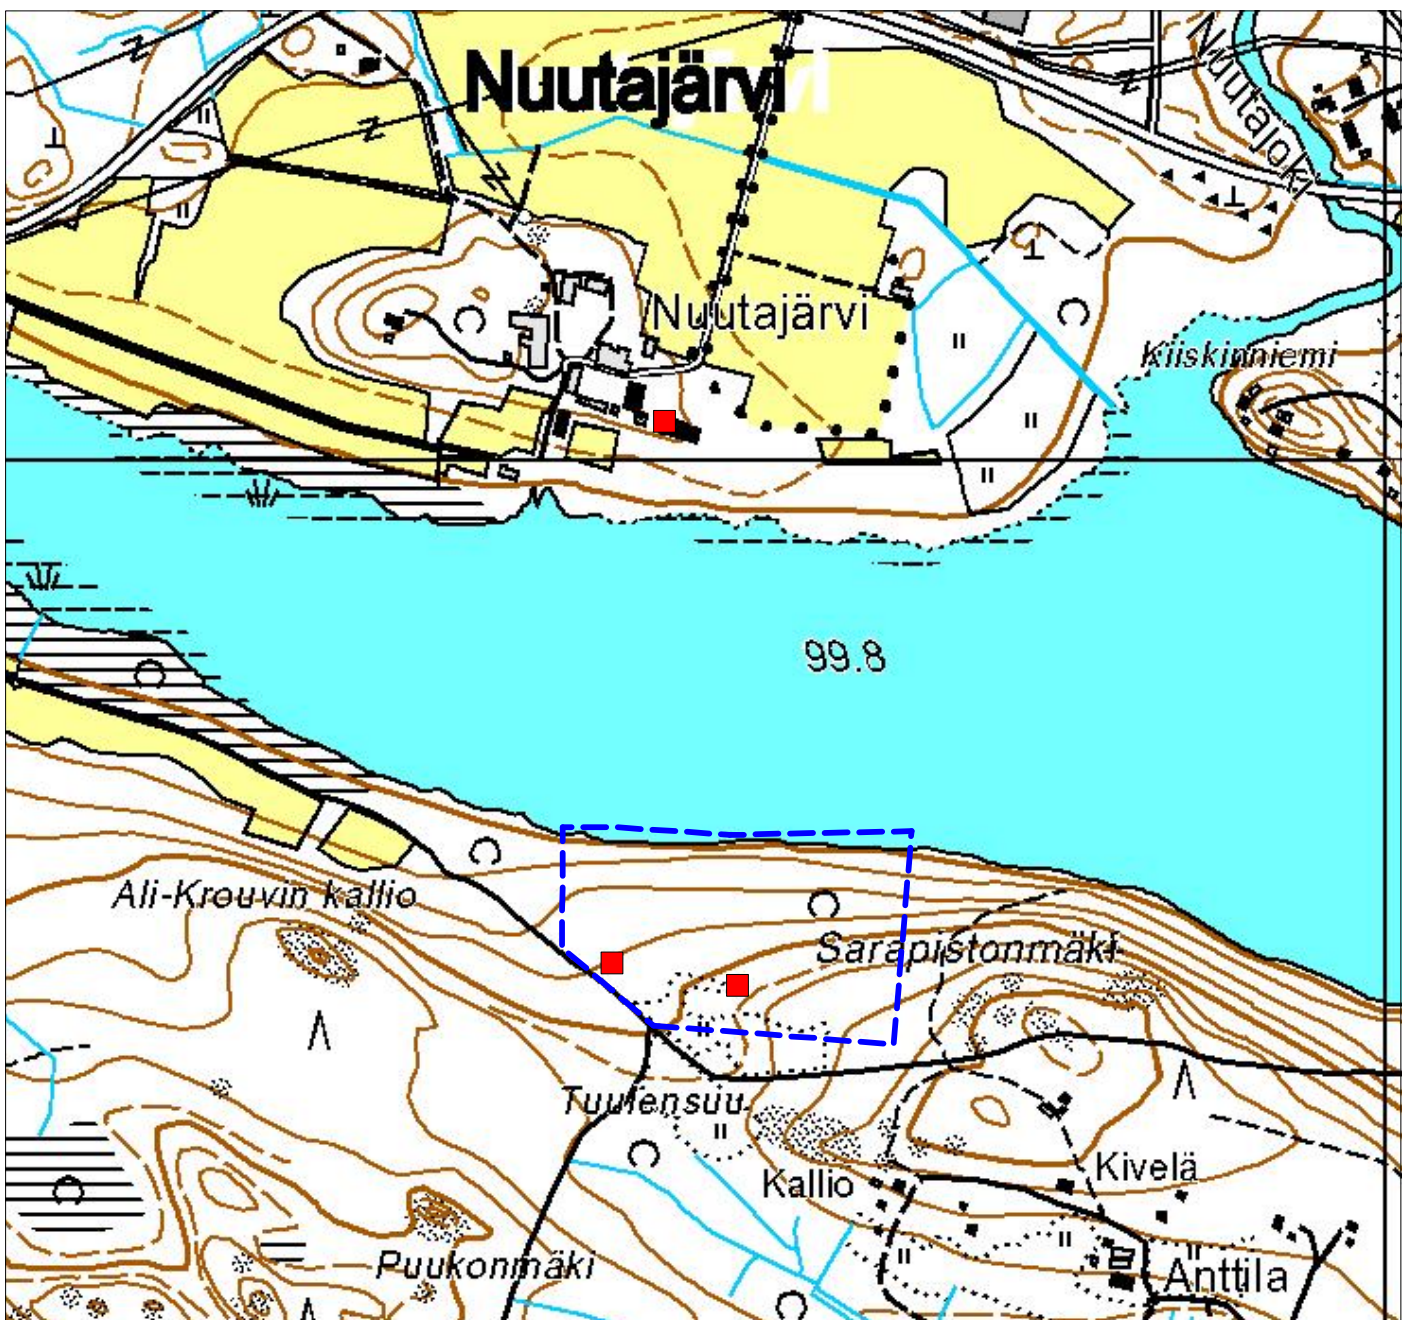 Nuutajärvi
Nuutajoki
Nuutajärvi
Kiiskinniemi
99.8
Ali-Krouvin kallio
Sarapistonmäki
Tuulensuu
Kallio
Kivelä
Puukonmäki
Anttila